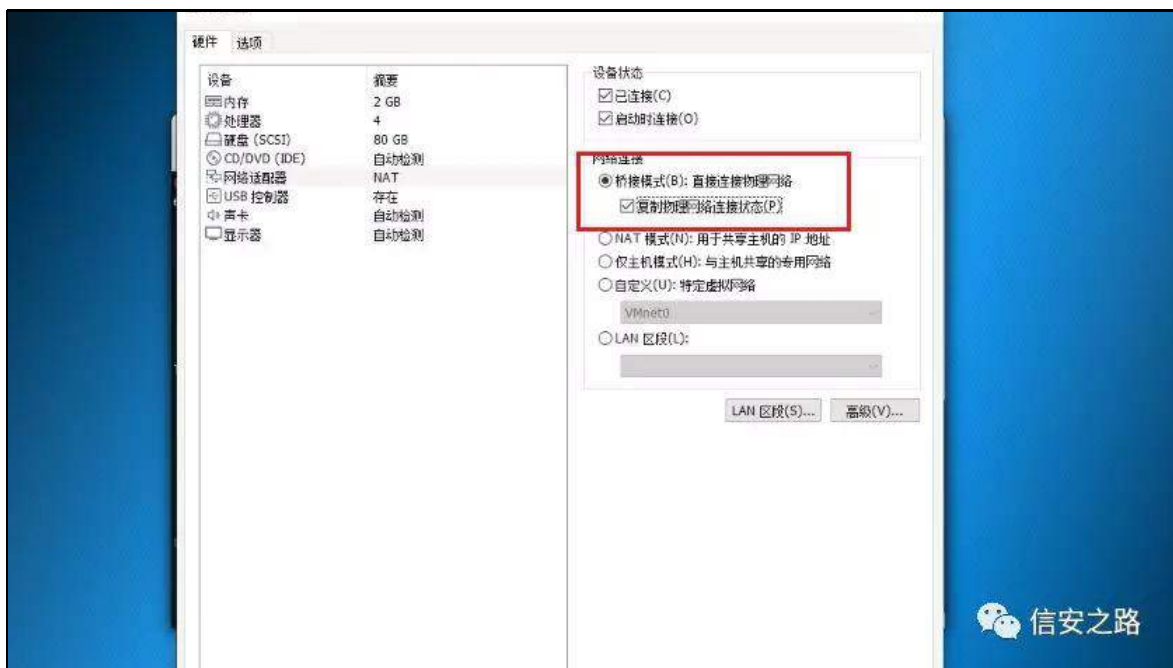 硬件 选项
设备 摘要
内存 2 GB
处理器 4
硬盘 (SCSI) 80 GB
CD/DVD (IDE) 自动检测
网络适配器 NAT
USB 控制器 存在
声卡 自动检测
显示器 自动检测
设备状态
已连接(C)
启动时连接(O)
网络连接
桥接模式(B): 直接连接物理网络
复制物理网络连接状态(P)
NAT 模式(N): 用于共享主机的 IP 地址
仅主机模式(H): 与主机共享的专用网络
自定义(U): 特定虚拟网络
VMnet0
LAN 区段(L):
LAN 区段(S)... 高级(V)...
信安之路